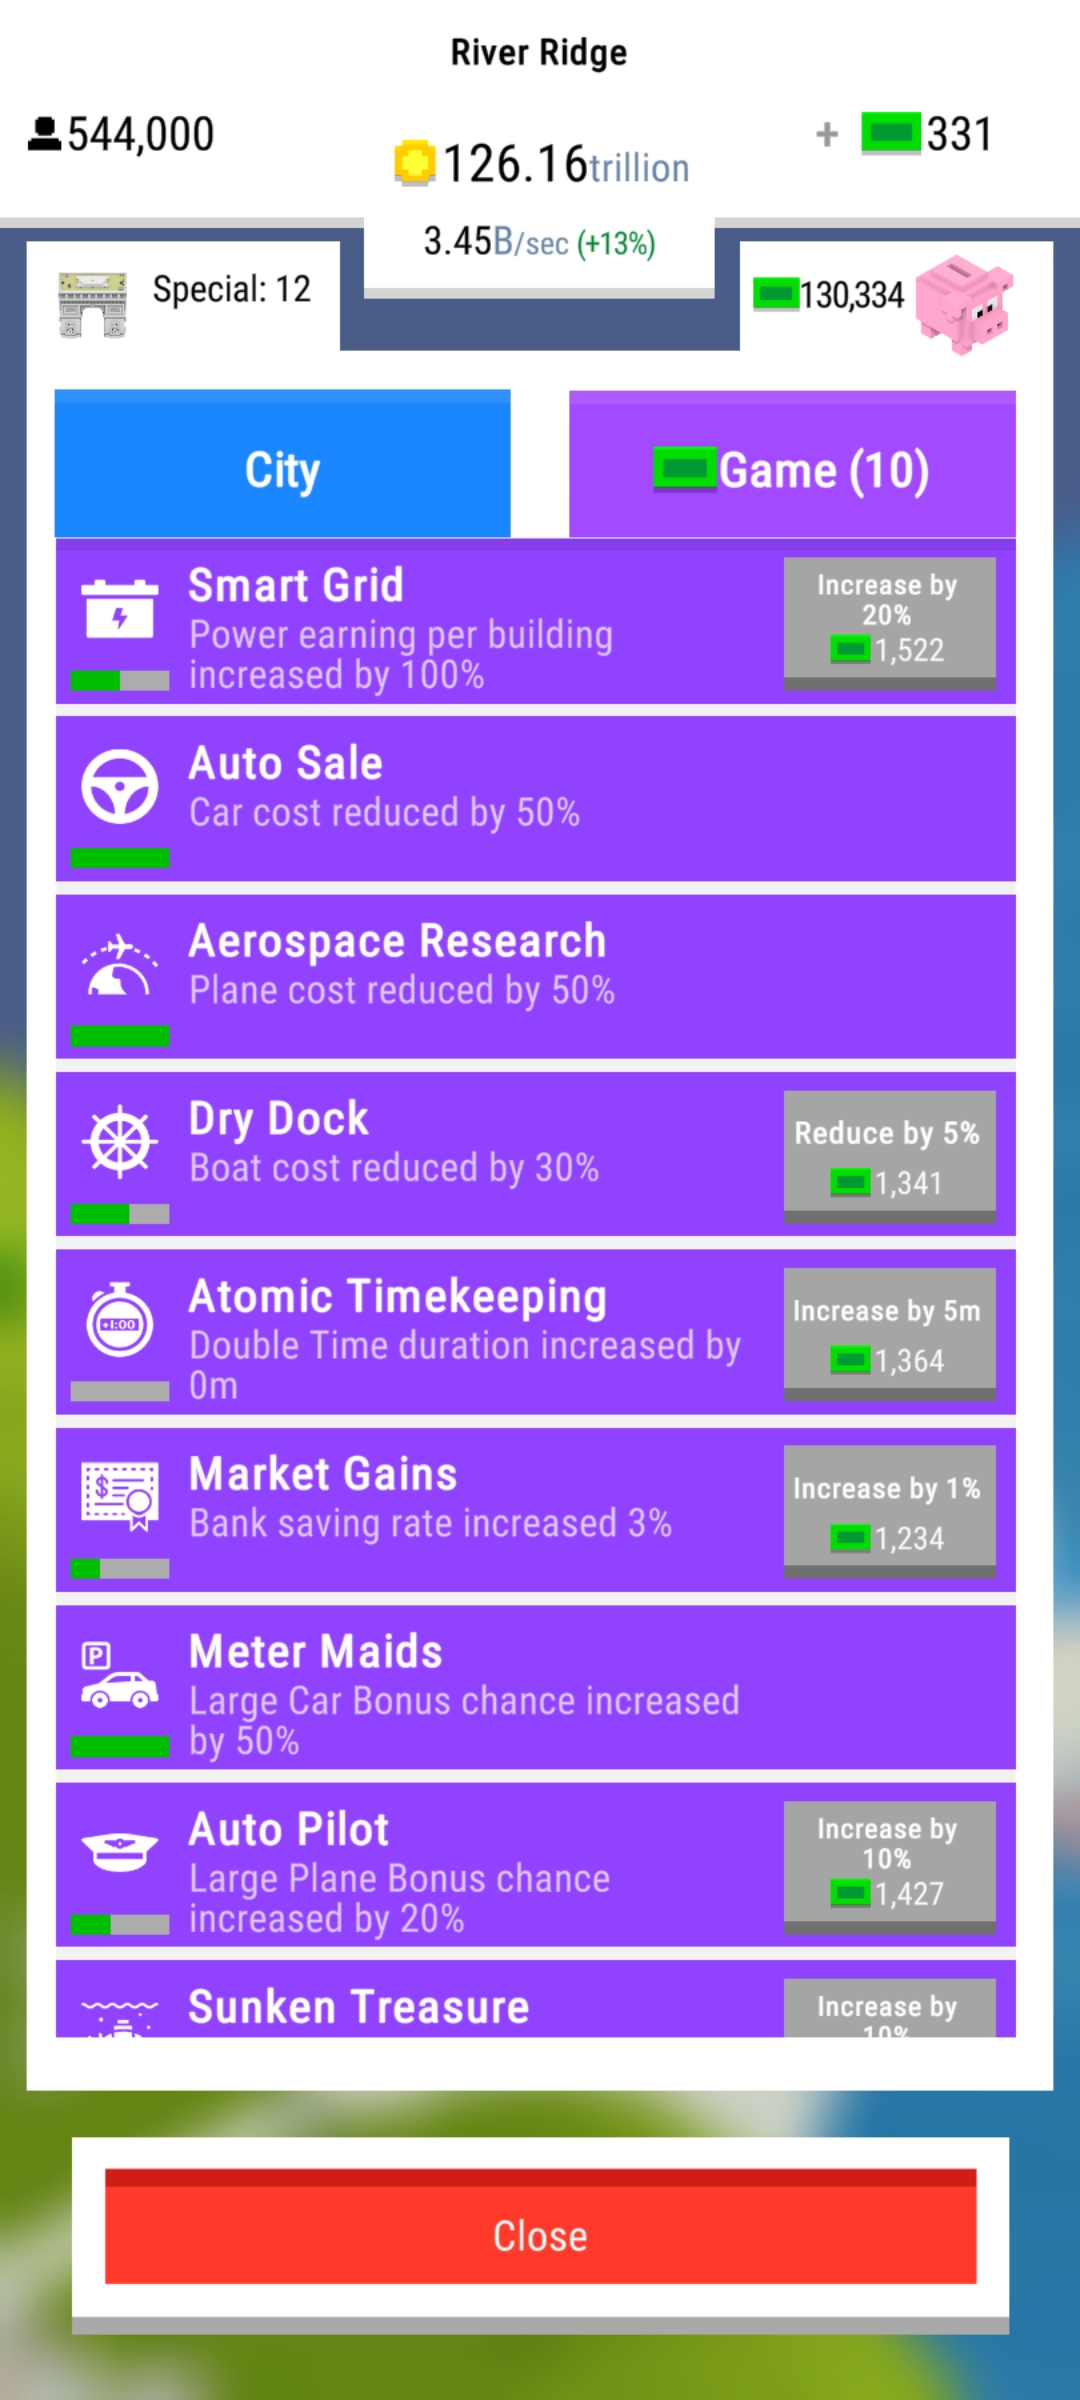 River Ridge
544,000
126.16trillion
+ 331
3.45B/sec (+13%)
Special: 12
130,334
City
Game (10)
Smart Grid
Power earning per building
increased by 100%
Increase by
20%
1,522
Auto Sale
Car cost reduced by 50%
Aerospace Research
Plane cost reduced by 50%
Dry Dock
Boat cost reduced by 30%
Reduce by 5%
1,341
+1:00
Atomic Timekeeping
Double Time duration increased by
0m
Increase by 5m
1,364
$
Market Gains
Bank saving rate increased 3%
Increase by 1%
1,234
P
Meter Maids
Large Car Bonus chance increased
by 50%
Auto Pilot
Large Plane Bonus chance
increased by 20%
Increase by
10%
1,427
Sunken Treasure
Increase by
10%
Close